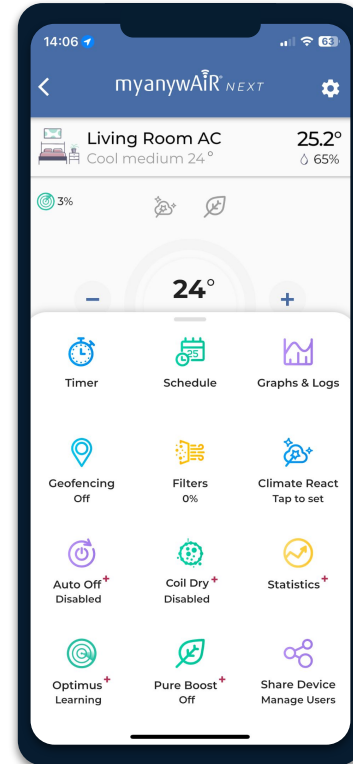 14:06
63
myanywAiR NEXT
Living Room AC
25.2°
Cool medium 24°
65%
3%
24°
−
+
25
Timer
Schedule
Graphs & Logs
Geofencing
Off
Filters
0%
Climate React
Tap to set
Auto Off+
Disabled
Coil Dry+
Disabled
Statistics+
Optimus+
Learning
Pure Boost+
Off
Share Device
Manage Users